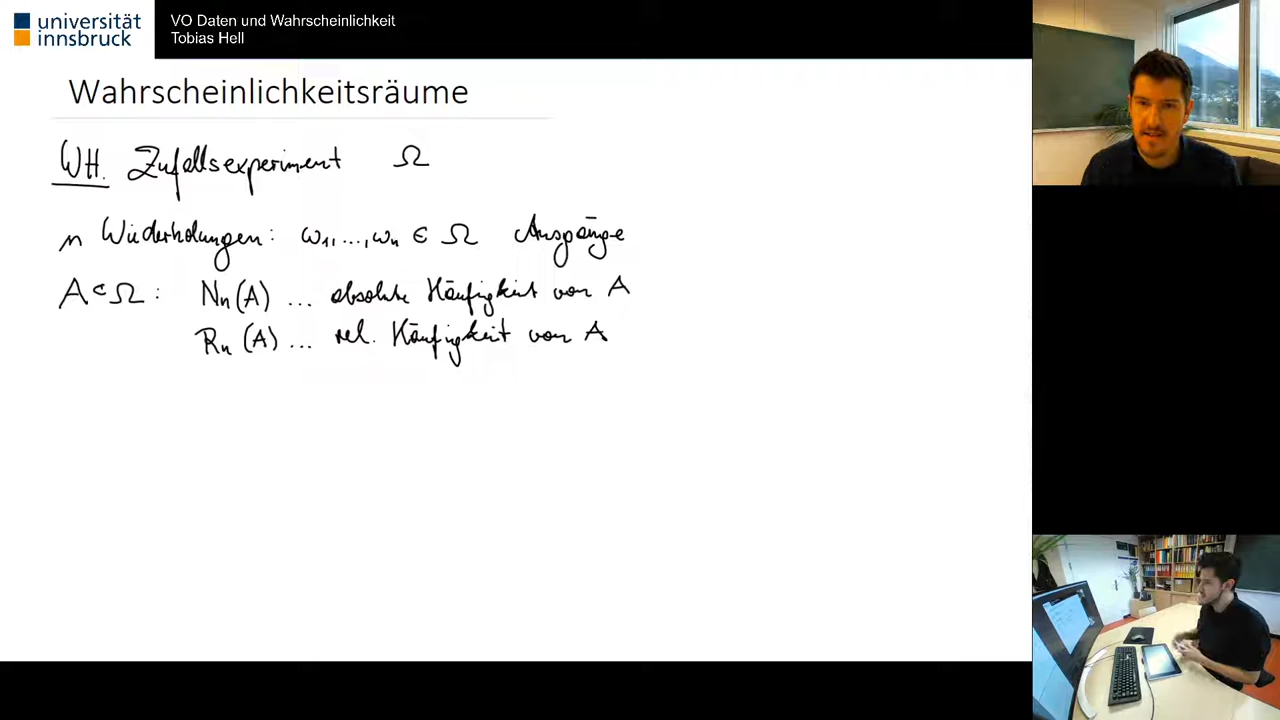 universität
innsbruck
VO Daten und Wahrscheinlichkeit
Tobias Hell
Wahrscheinlichkeitsräume
WH. Zufallsexperiment Ω
n Wiederholungen: ω₁, ..., ωₙ ∈ Ω Ausgänge
A ⊂ Ω : Nₙ(A) ... absolute Häufigkeit von A
Rₙ(A) ... rel. Häufigkeit von A